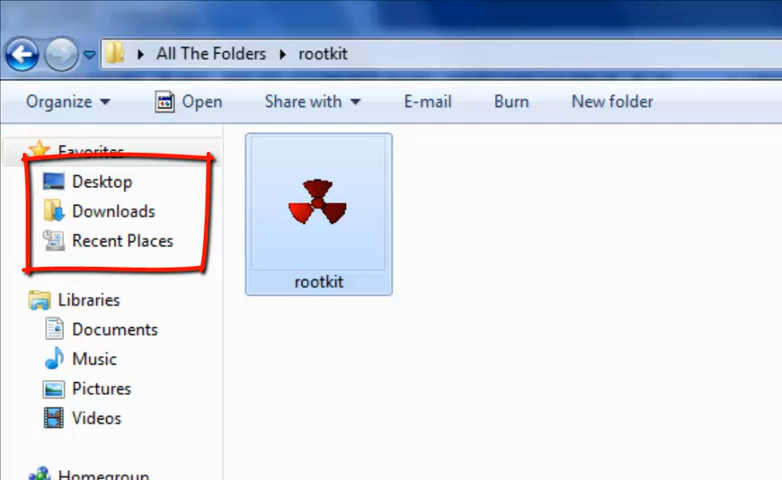 All The Folders rootkit
Organize Open Share with E-mail Burn New folder
Favorites
Desktop
Downloads
Recent Places
Libraries
Documents
Music
Pictures
Videos
Homegroup
rootkit